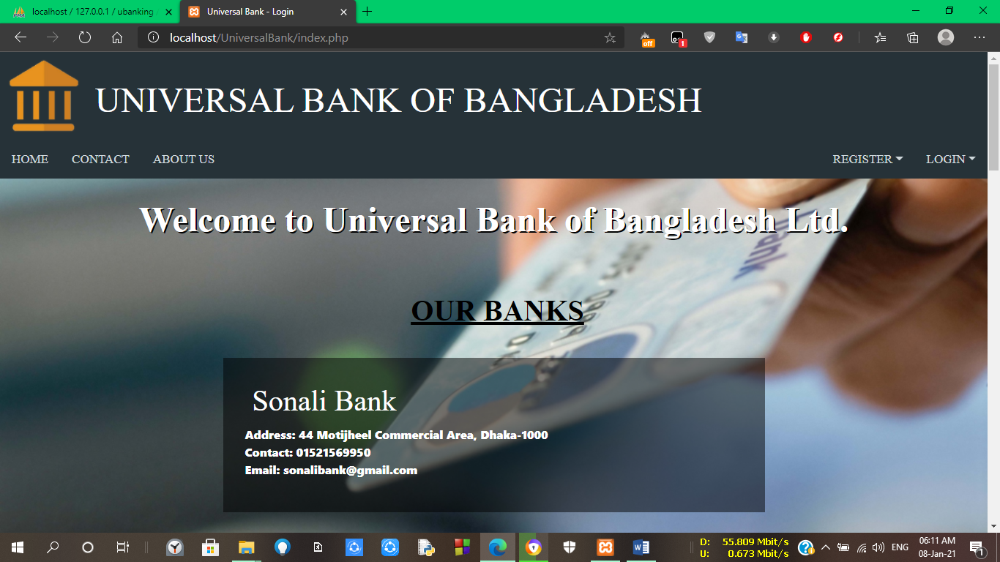 localhost / 127.0.0.1 / ubanking
Universal Bank - Login
localhost/UniversalBank/index.php
off
1
UNIVERSAL BANK OF BANGLADESH
HOME CONTACT ABOUT US REGISTER LOGIN
Welcome to Universal Bank of Bangladesh Ltd.
OUR BANKS
Sonali Bank
Address: 44 Motijheel Commercial Area, Dhaka-1000
Contact: 01521569950
Email: sonalibank@gmail.com
D: 55.809 Mbit/s
U: 0.673 Mbit/s
ENG
06:11 AM
08-Jan-21
1